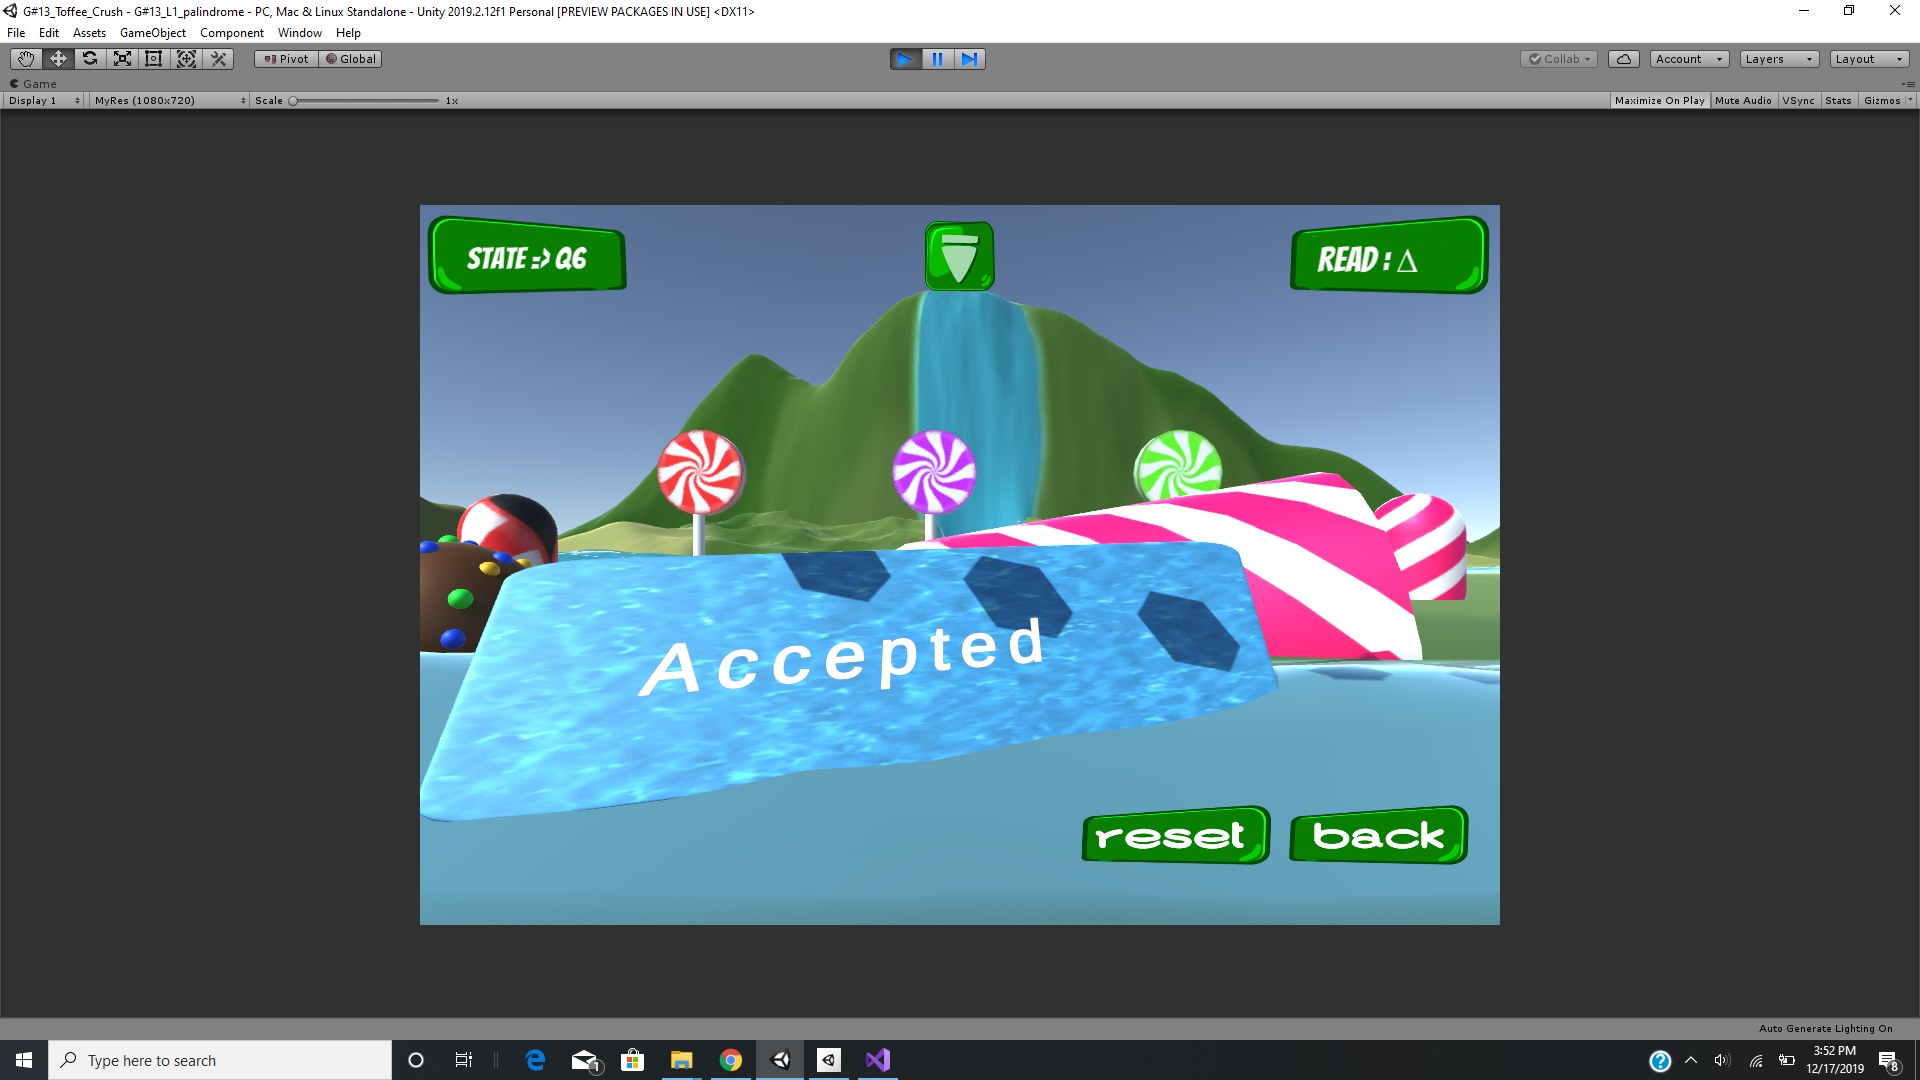 G#13_Toffee_Crush - G#13_L1_palindrome - PC, Mac & Linux Standalone - Unity 2019.2.12f1 Personal [PREVIEW PACKAGES IN USE] <DX11>
File Edit Assets GameObject Component Window Help
Pivot Global Collab Account Layers Layout
Game
Display 1 MyRes (1080x720) Scale 1x Maximize On Play Mute Audio VSync Stats Gizmos
STATE => Q6
READ : Δ
Accepted
reset back
Auto Generate Lighting On
Type here to search
1
3:52 PM
12/17/2019
8